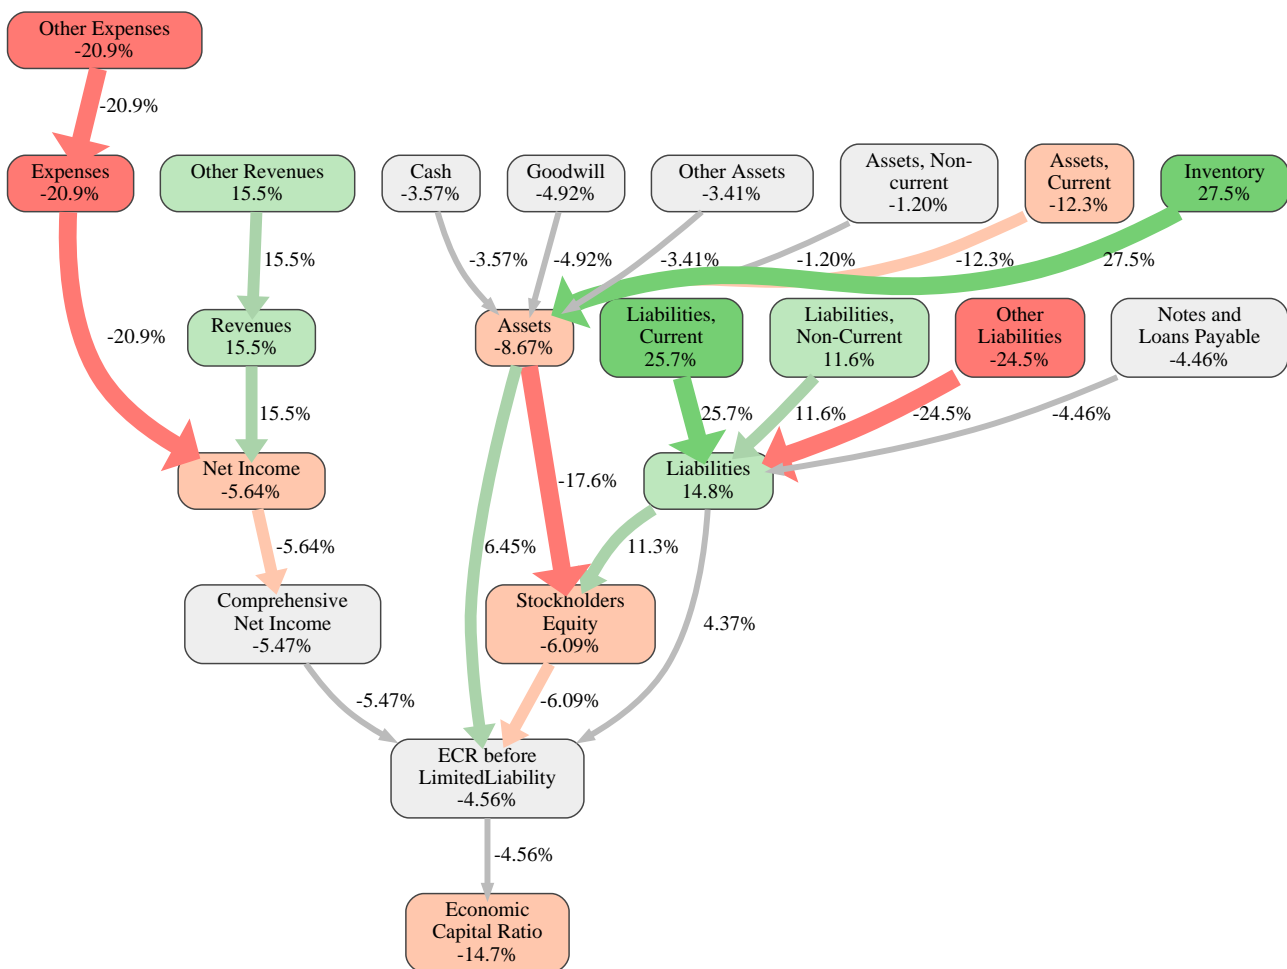 Other Expenses
-20.9%
-20.9%
Expenses
-20.9%
Other Revenues
15.5%
Cash
-3.57%
Goodwill
-4.92%
Other Assets
-3.41%
Assets, Non-
current
-1.20%
Assets,
Current
-12.3%
Inventory
27.5%
15.5%
-3.57%
-4.92%
-3.41%
-1.20%
-12.3%
27.5%
-20.9%
Revenues
15.5%
Assets
-8.67%
Liabilities,
Current
25.7%
Liabilities,
Non-Current
11.6%
Other
Liabilities
-24.5%
Notes and
Loans Payable
-4.46%
15.5%
25.7%
11.6%
-24.5%
-4.46%
Net Income
-5.64%
-17.6%
Liabilities
14.8%
-5.64%
6.45%
11.3%
Comprehensive
Net Income
-5.47%
Stockholders
Equity
-6.09%
4.37%
-5.47%
-6.09%
ECR before
LimitedLiability
-4.56%
-4.56%
Economic
Capital Ratio
-14.7%